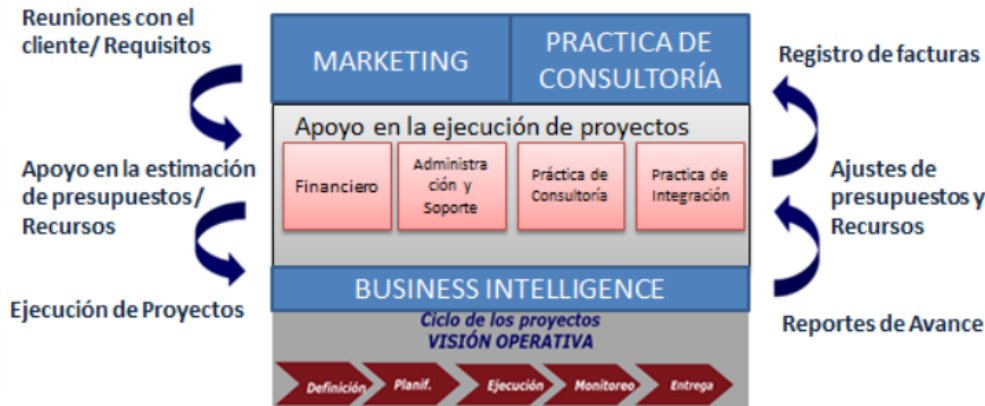 Reuniones con el
cliente/ Requisitos
Apoyo en la estimación
de presupuestos/
Recursos
Ejecución de Proyectos
MARKETING
PRACTICA DE
CONSULTORÍA
Apoyo en la ejecución de proyectos
Financiero
Administra
ción y
Soporte
Práctica de
Consultoría
Practica de
Integración
BUSINESS INTELLIGENCE
Ciclo de los proyectos
VISIÓN OPERATIVA
Definición
Planif.
Ejecución
Monitoreo
Entrega
Registro de facturas
Ajustes de
presupuestos y
Recursos
Reportes de Avance